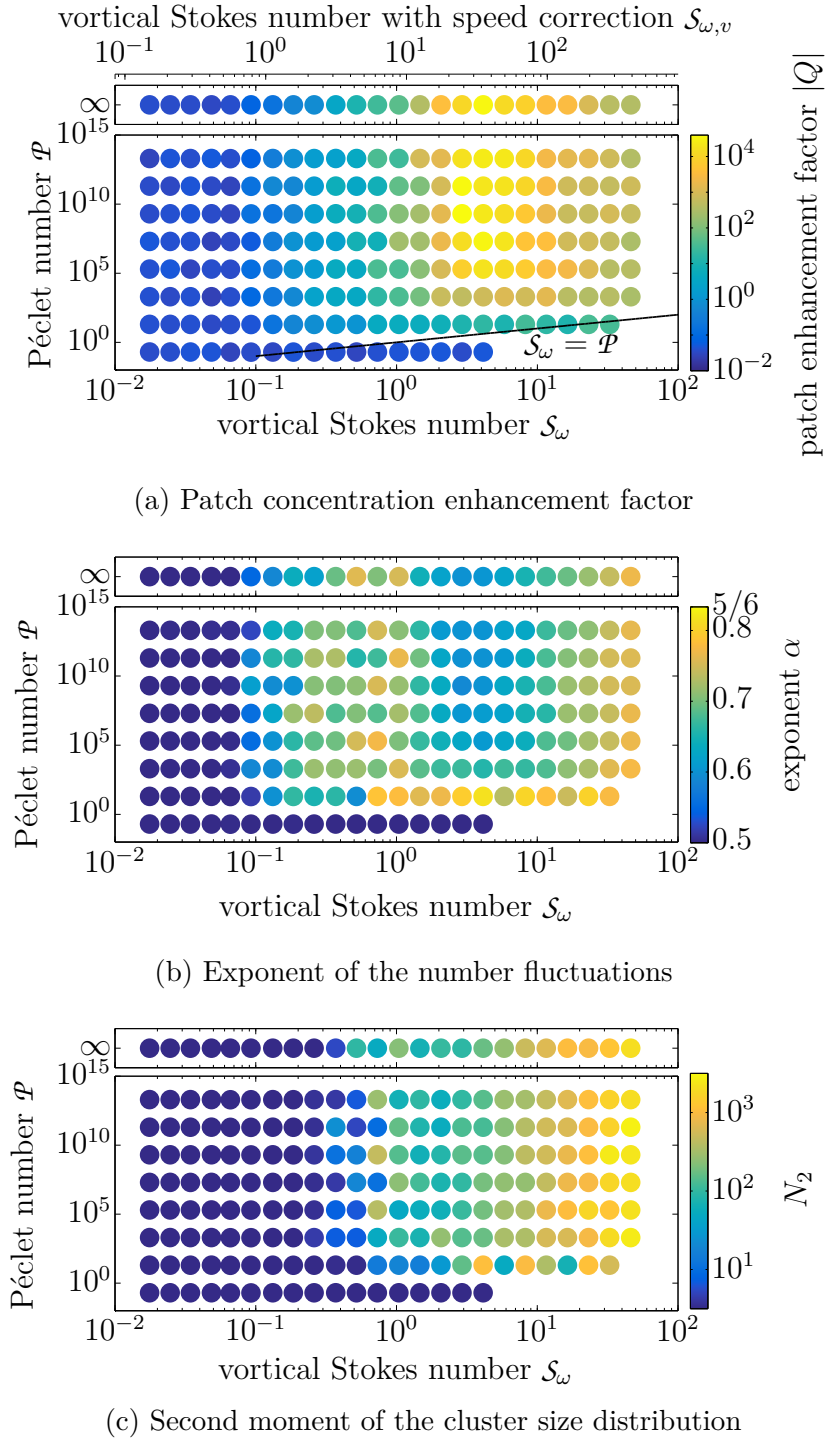 vortical Stokes number with speed correction 𝒮_ω,v
10^−1 10^0 10^1 10^2
∞
10^15
10^10
10^5
10^0
Péclet number 𝒫
𝒮_ω = 𝒫
10^−2 10^−1 10^0 10^1 10^2
vortical Stokes number 𝒮_ω
10^4
10^2
10^0
10^−2
patch enhancement factor |Q|
(a) Patch concentration enhancement factor
∞
10^15
10^10
10^5
10^0
Péclet number 𝒫
10^−2 10^−1 10^0 10^1 10^2
vortical Stokes number 𝒮_ω
5/6
0.8
0.7
0.6
0.5
exponent α
(b) Exponent of the number fluctuations
∞
10^15
10^10
10^5
10^0
Péclet number 𝒫
10^−2 10^−1 10^0 10^1 10^2
vortical Stokes number 𝒮_ω
10^3
10^2
10^1
N_2
(c) Second moment of the cluster size distribution